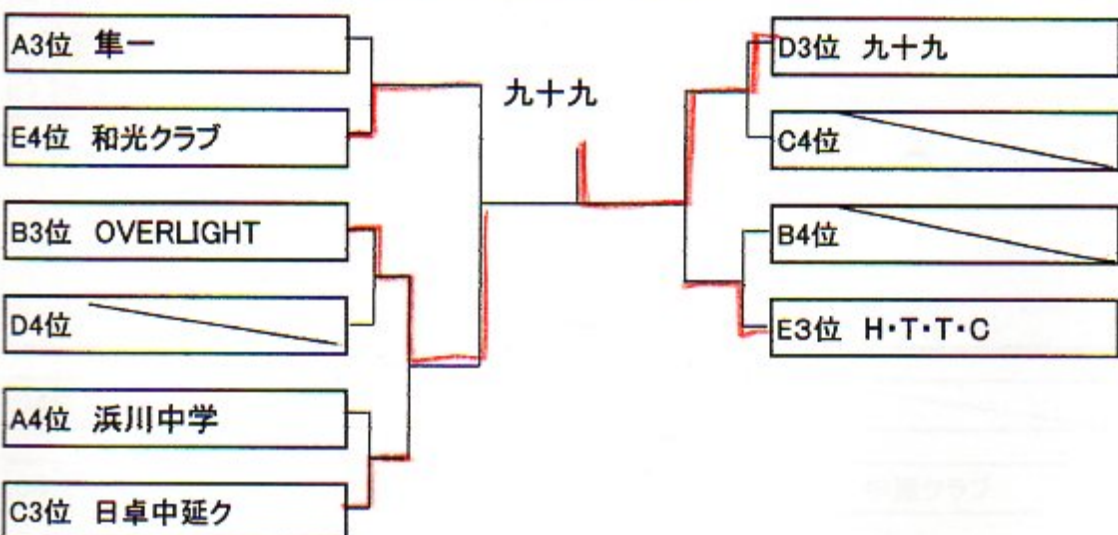 A3位 隼一
E4位 和光クラブ
B3位 OVERLIGHT
D4位
A4位 浜川中学
C3位 日卓中延ク
九十九
D3位 九十九
C4位
B4位
E3位 H・T・T・C